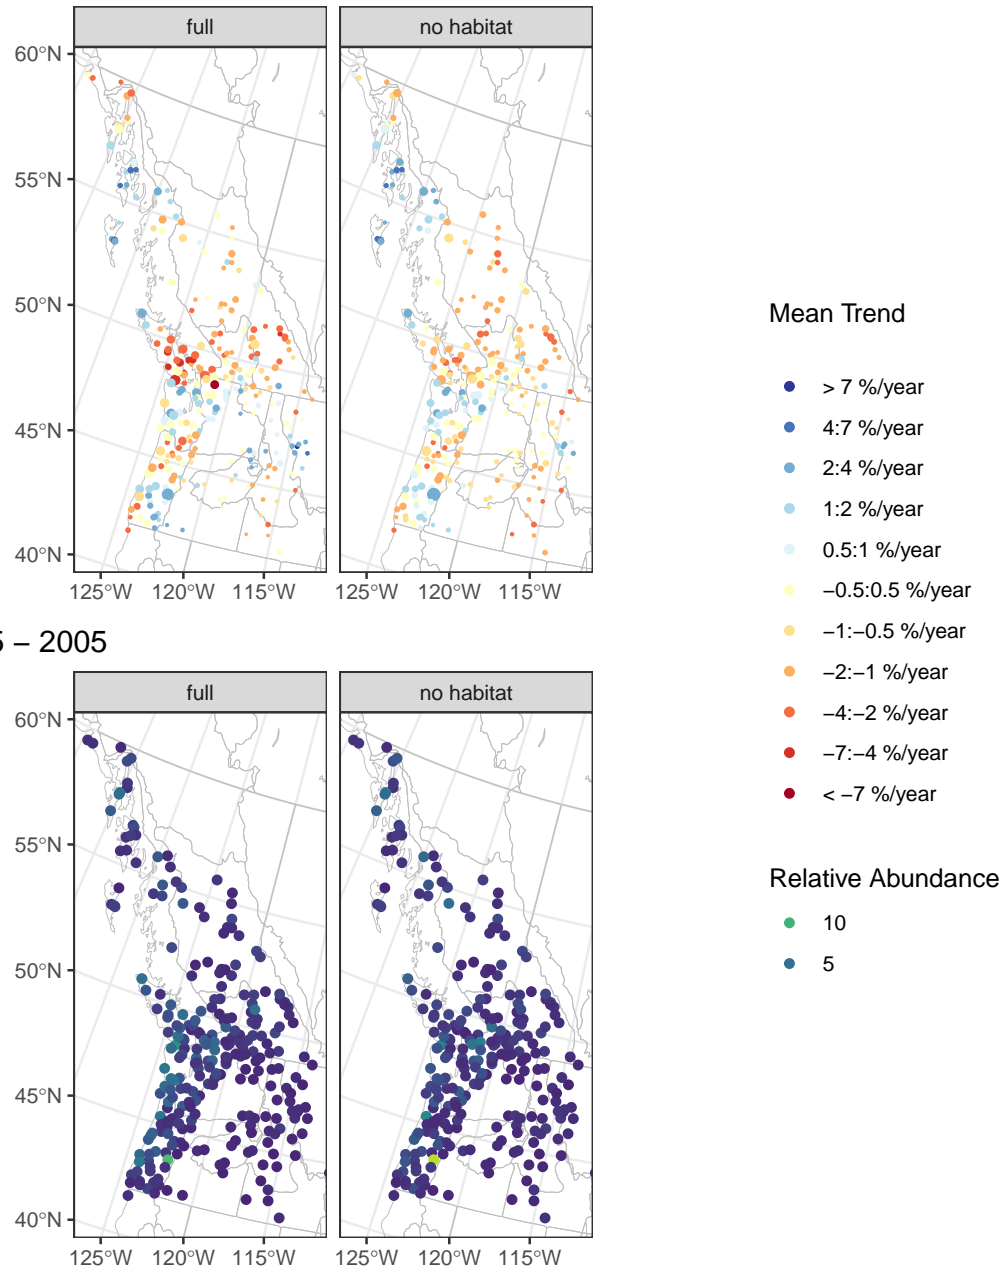 full
no habitat
60°N
55°N
50°N
45°N
40°N
125°W
120°W
115°W
125°W
120°W
115°W
Mean Trend
> 7 %/year
4:7 %/year
2:4 %/year
1:2 %/year
0.5:1 %/year
−0.5:0.5 %/year
−1:−0.5 %/year
−2:−1 %/year
−4:−2 %/year
−7:−4 %/year
< −7 %/year
− 2005
full
no habitat
60°N
55°N
50°N
45°N
40°N
125°W
120°W
115°W
125°W
120°W
115°W
Relative Abundance
10
5